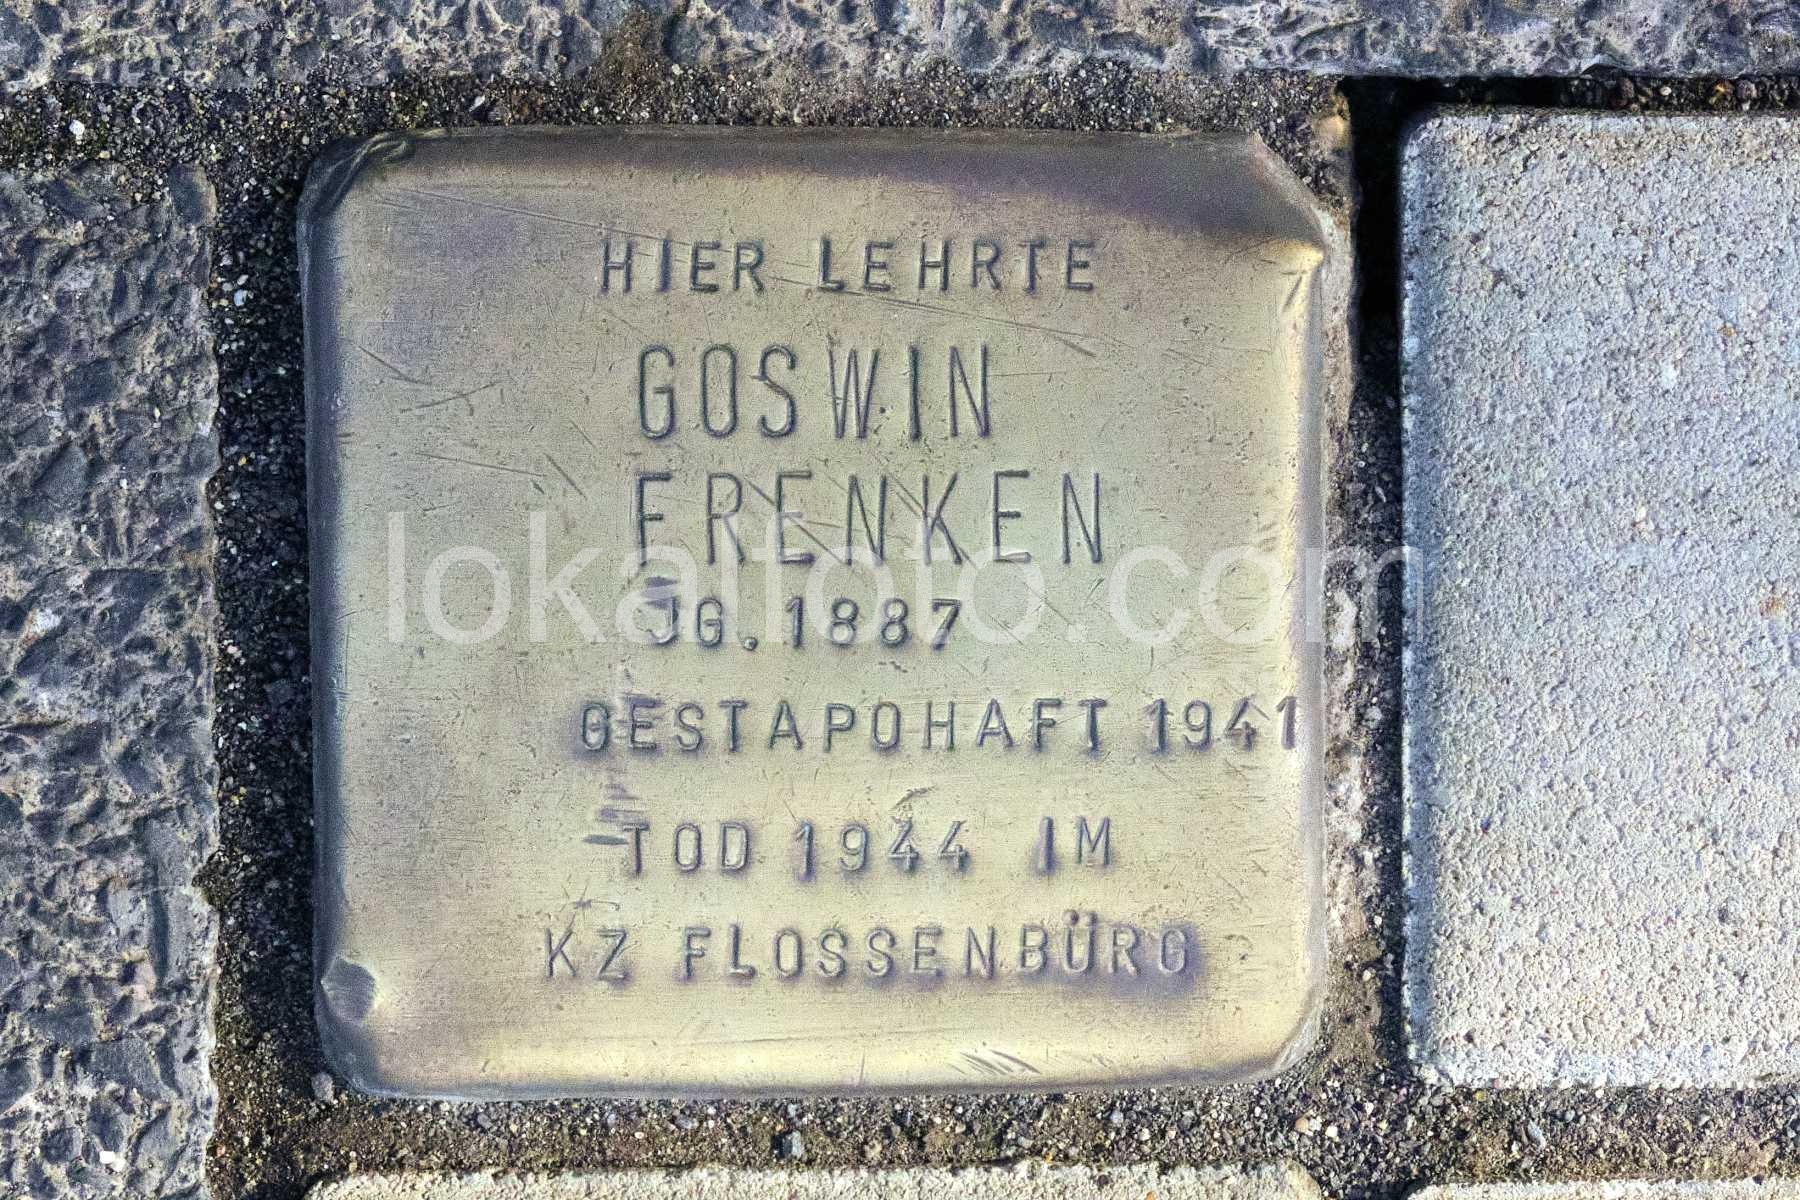 HIER LEHRTE
GOSWIN
FRENKEN
JG. 1887
GESTAPOHAFT 1941
TOD 1944 IM
KZ FLOSSENBÜRG
lokalfoto.com